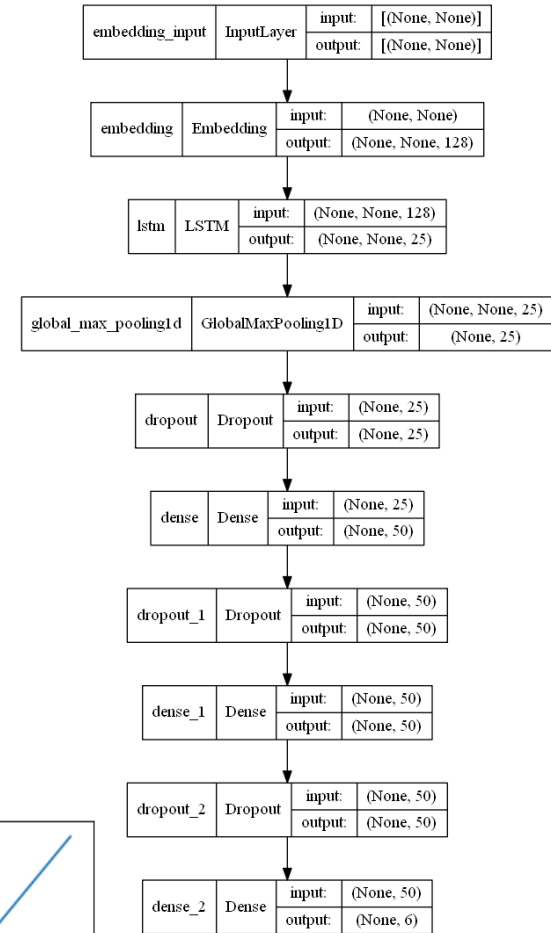 embedding_input InputLayer input: [(None, None)]
output: [(None, None)]
embedding Embedding input: (None, None)
output: (None, None, 128)
lstm LSTM input: (None, None, 128)
output: (None, None, 25)
global_max_pooling1d GlobalMaxPooling1D input: (None, None, 25)
output: (None, 25)
dropout Dropout input: (None, 25)
output: (None, 25)
dense Dense input: (None, 25)
output: (None, 50)
dropout_1 Dropout input: (None, 50)
output: (None, 50)
dense_1 Dense input: (None, 50)
output: (None, 50)
dropout_2 Dropout input: (None, 50)
output: (None, 50)
dense_2 Dense input: (None, 50)
output: (None, 6)